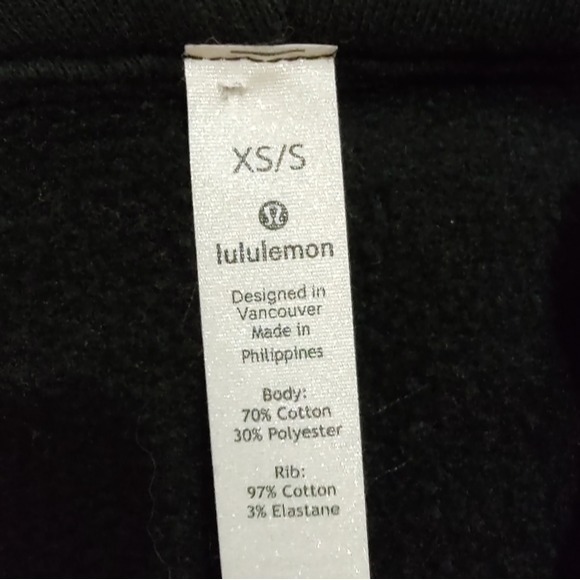 XS/S
lululemon
Designed in
Vancouver
Made in
Philippines
Body:
70% Cotton
30% Polyester
Rib:
97% Cotton
3% Elastane